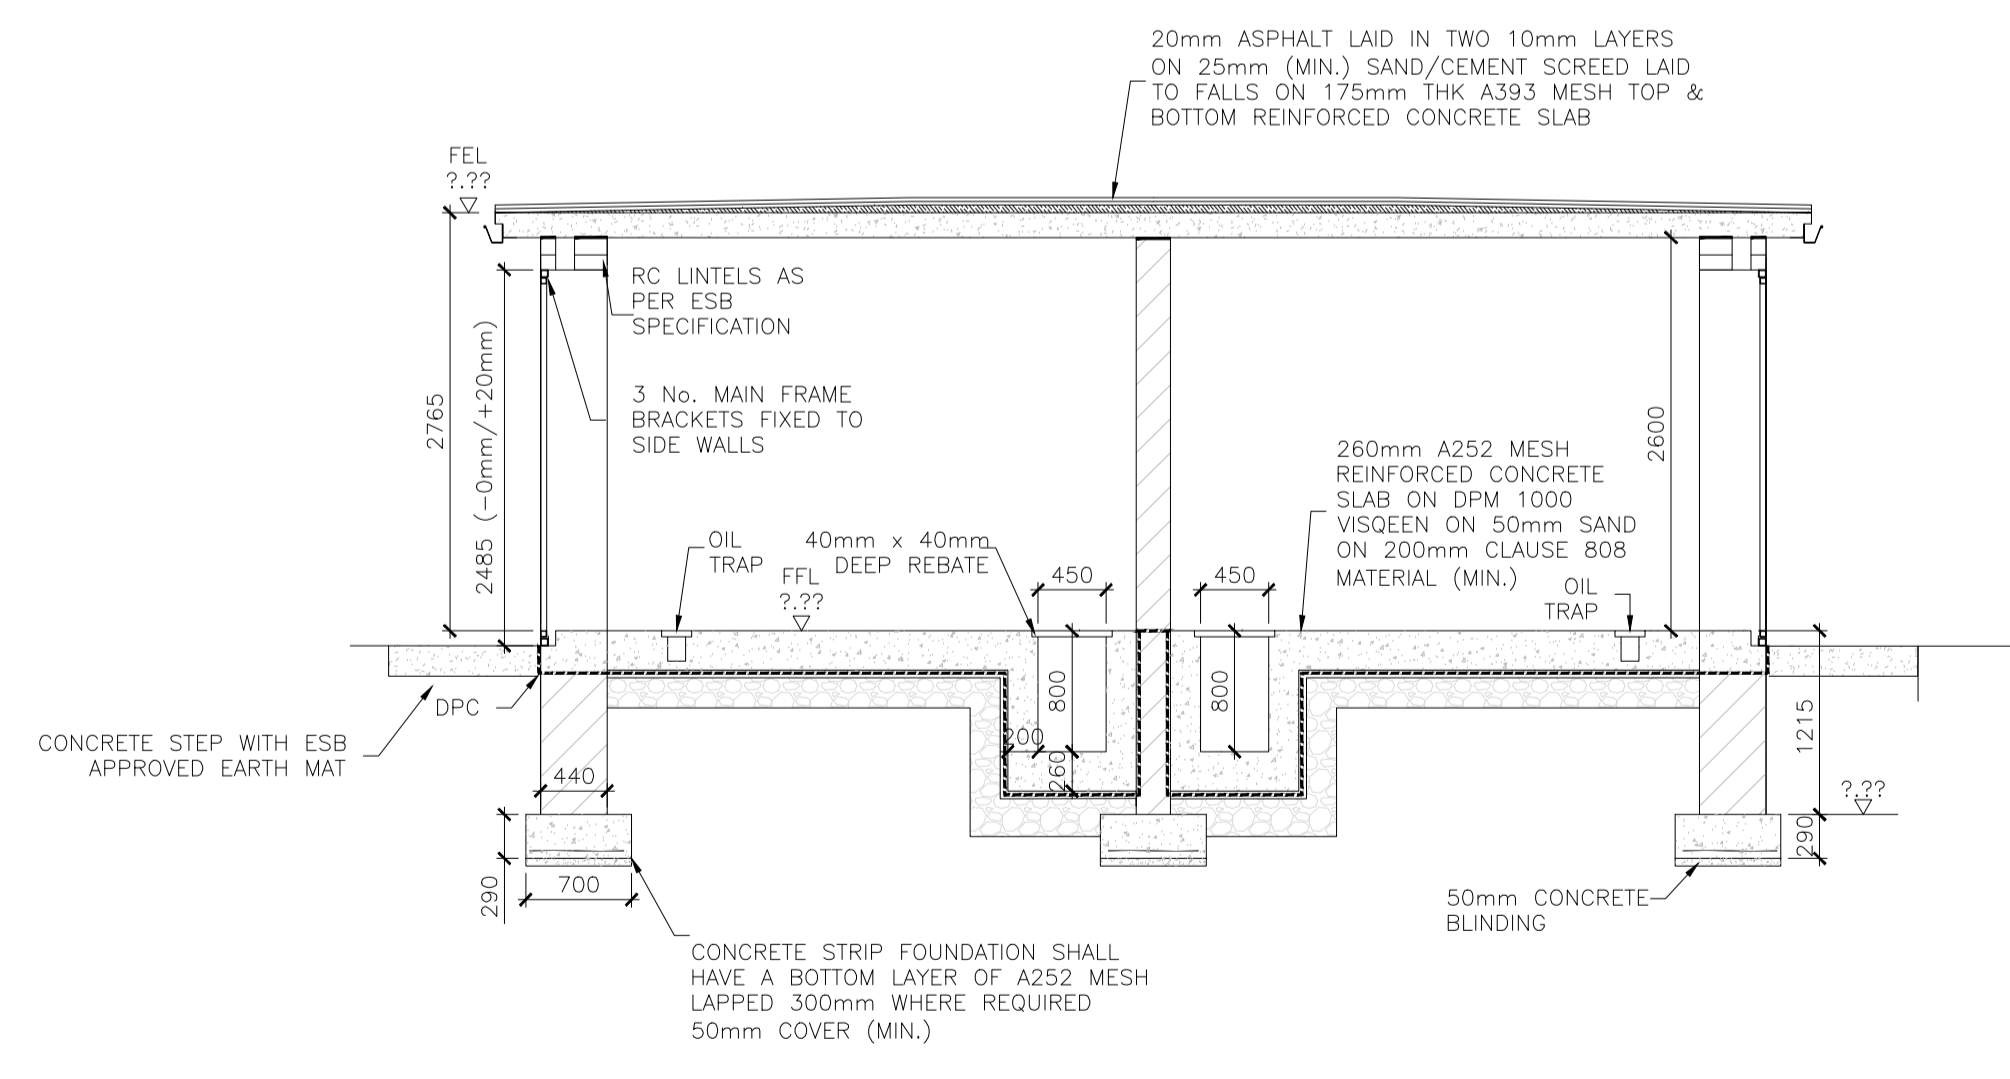 20mm ASPHALT LAID IN TWO 10mm LAYERS
ON 25mm (MIN.) SAND/CEMENT SCREED LAID
TO FALLS ON 175mm THK A393 MESH TOP &
BOTTOM REINFORCED CONCRETE SLAB
FEL
?.??
RC LINTELS AS
PER ESB
SPECIFICATION
2765
2485 (-0mm/+20mm)
3 No. MAIN FRAME
BRACKETS FIXED TO
SIDE WALLS
2600
260mm A252 MESH
REINFORCED CONCRETE
SLAB ON DPM 1000
VISQEEN ON 50mm SAND
ON 200mm CLAUSE 808
MATERIAL (MIN.)
OIL
TRAP
40mm x 40mm
DEEP REBATE
FFL
?.??
450
450
OIL
TRAP
800
800
200
260
DPC
1215
CONCRETE STEP WITH ESB
APPROVED EARTH MAT
440
?.??
290
290
700
50mm CONCRETE
BLINDING
CONCRETE STRIP FOUNDATION SHALL
HAVE A BOTTOM LAYER OF A252 MESH
LAPPED 300mm WHERE REQUIRED
50mm COVER (MIN.)